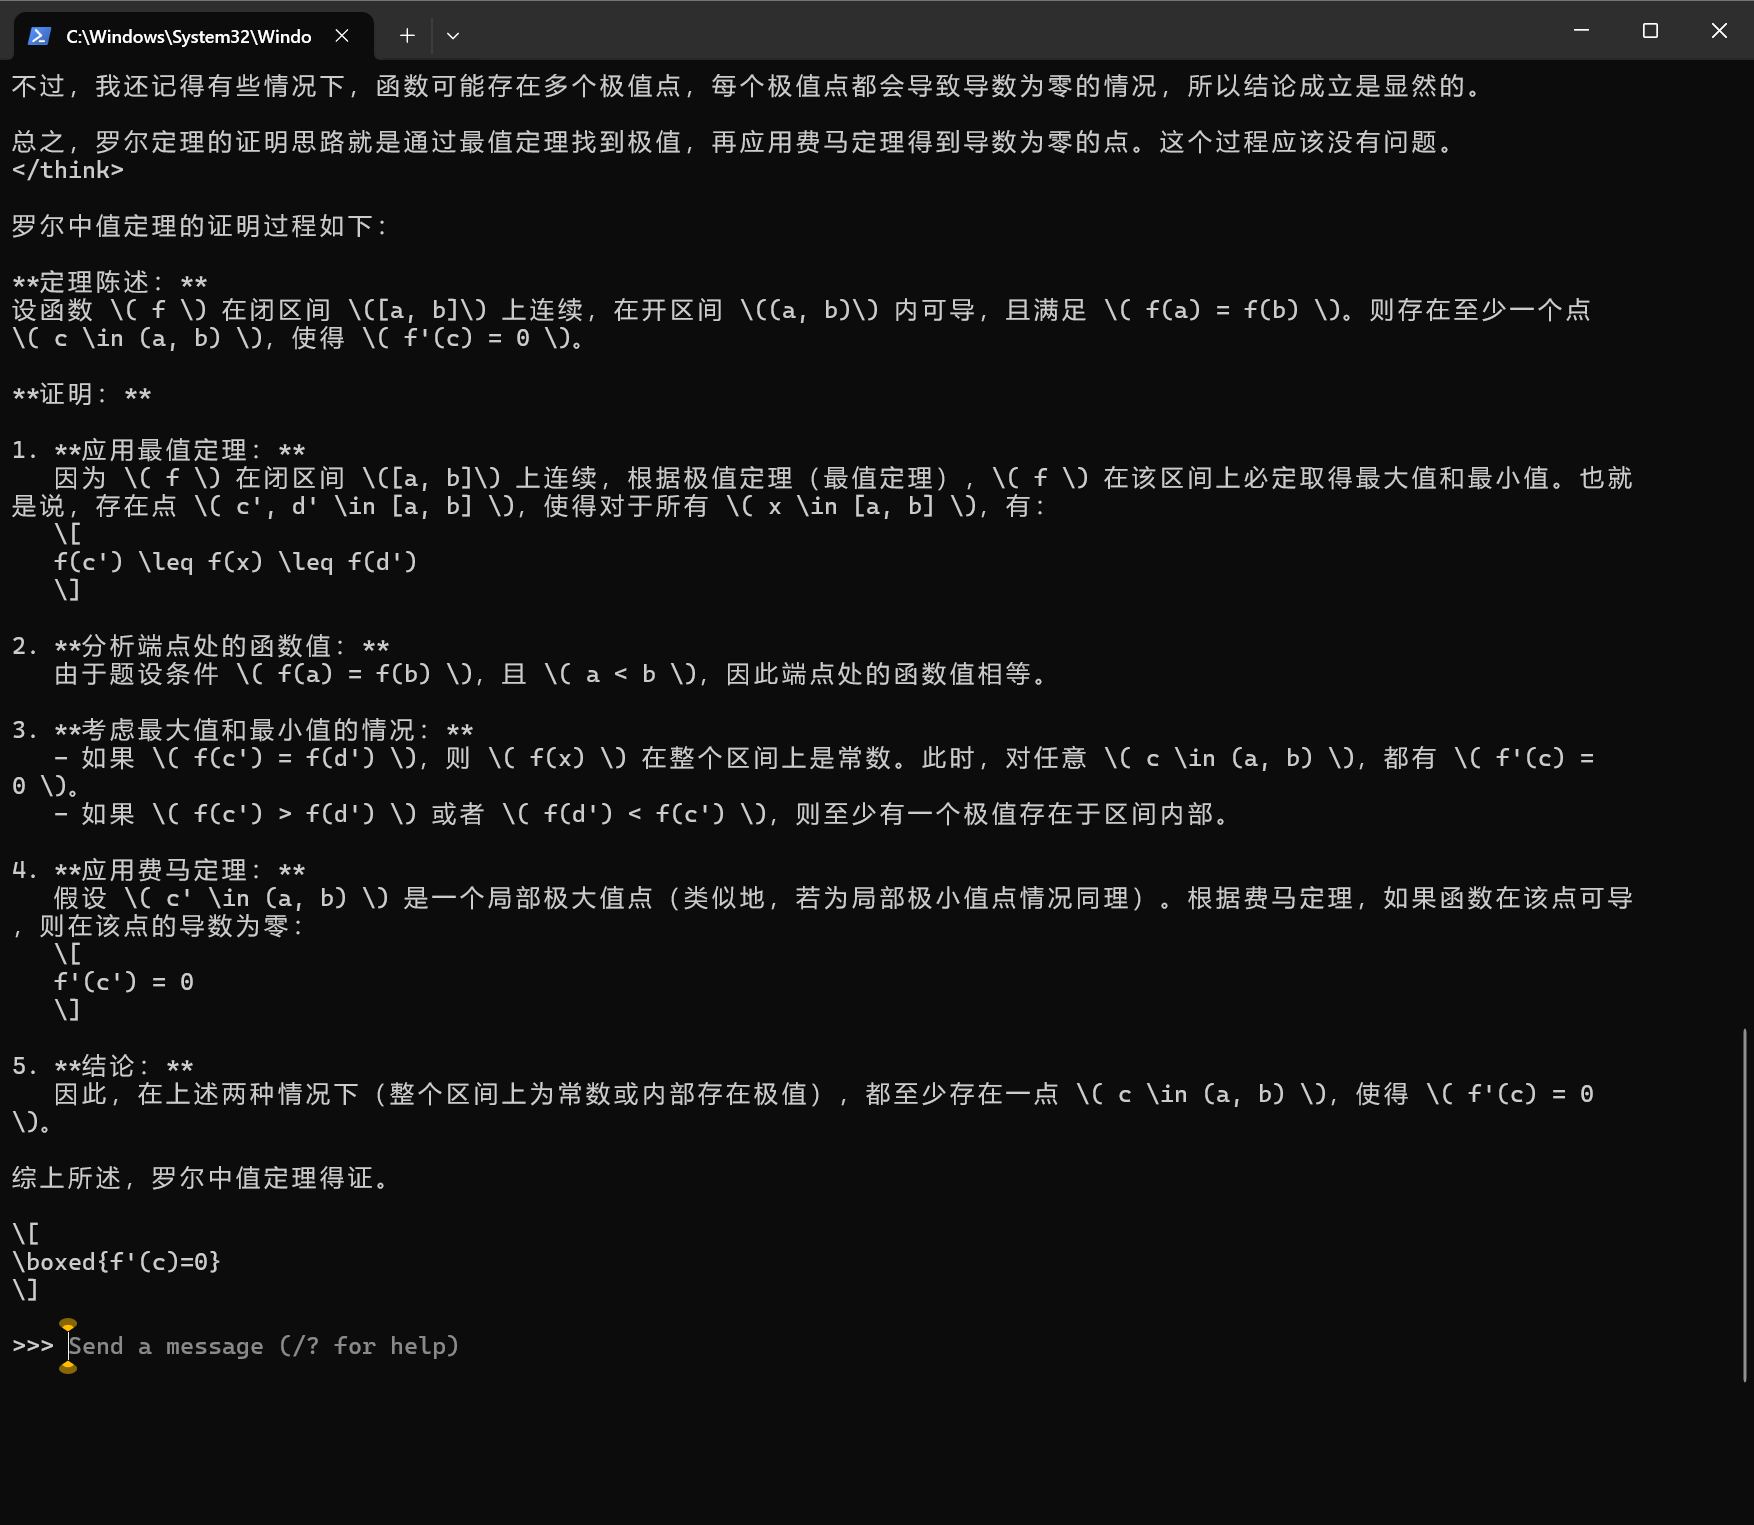 C:\Windows\System32\Windo
不过，我还记得有些情况下，函数可能存在多个极值点，每个极值点都会导致导数为零的情况，所以结论成立是显然的。
总之，罗尔定理的证明思路就是通过最值定理找到极值，再应用费马定理得到导数为零的点。这个过程应该没有问题。
</think>
罗尔中值定理的证明过程如下：
**定理陈述：**
设函数 \( f \) 在闭区间 \([a, b]\) 上连续，在开区间 \((a, b)\) 内可导，且满足 \( f(a) = f(b) \)。则存在至少一个点
\( c \in (a, b) \)，使得 \( f'(c) = 0 \)。
**证明：**
1. **应用最值定理：**
因为 \( f \) 在闭区间 \([a, b]\) 上连续，根据极值定理（最值定理），\( f \) 在该区间上必定取得最大值和最小值。也就
是说，存在点 \( c', d' \in [a, b] \)，使得对于所有 \( x \in [a, b] \)，有：
\[
f(c') \leq f(x) \leq f(d')
\]
2. **分析端点处的函数值：**
由于题设条件 \( f(a) = f(b) \)，且 \( a < b \)，因此端点处的函数值相等。
3. **考虑最大值和最小值的情况：**
- 如果 \( f(c') = f(d') \)，则 \( f(x) \) 在整个区间上是常数。此时，对任意 \( c \in (a, b) \)，都有 \( f'(c) =
0 \)。
- 如果 \( f(c') > f(d') \) 或者 \( f(d') < f(c') \)，则至少有一个极值存在于区间内部。
4. **应用费马定理：**
假设 \( c' \in (a, b) \) 是一个局部极大值点（类似地，若为局部极小值点情况同理）。根据费马定理，如果函数在该点可导
，则在该点的导数为零：
\[
f'(c') = 0
\]
5. **结论：**
因此，在上述两种情况下（整个区间上为常数或内部存在极值），都至少存在一点 \( c \in (a, b) \)，使得 \( f'(c) = 0
\)。
综上所述，罗尔中值定理得证。
\[
\boxed{f'(c)=0}
\]
>>> Send a message (/? for help)